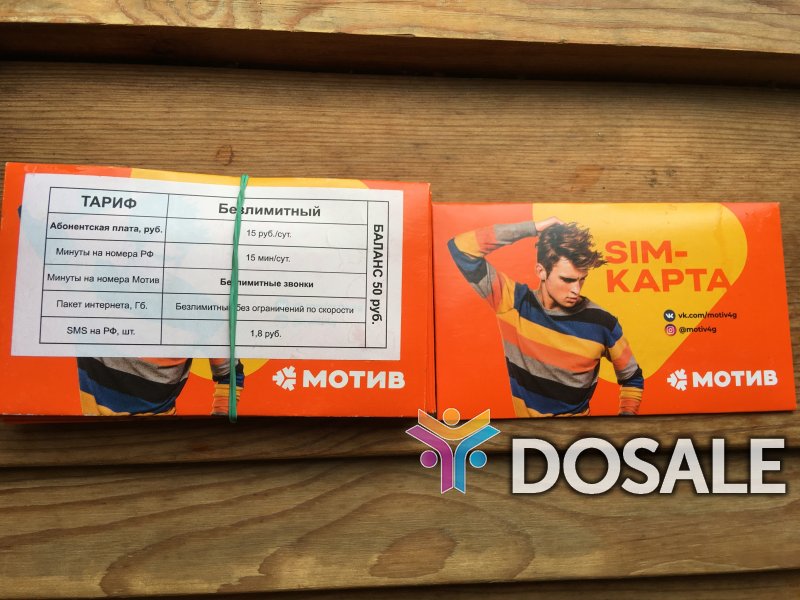 ТАРИФ Безлимитный
Абонентская плата, руб. 15 руб./сут.
Минуты на номера РФ 15 мин/сут.
Минуты на номера Мотив Безлимитные звонки
Пакет интернета, Гб. Безлимитный без ограничений по скорости
SMS на РФ, шт. 1,8 руб.
БАЛАНС 50 руб.
МОТИВ
SIM-
КАРТА
vk.com/motiv4g
@motiv4g
МОТИВ
DOSALE